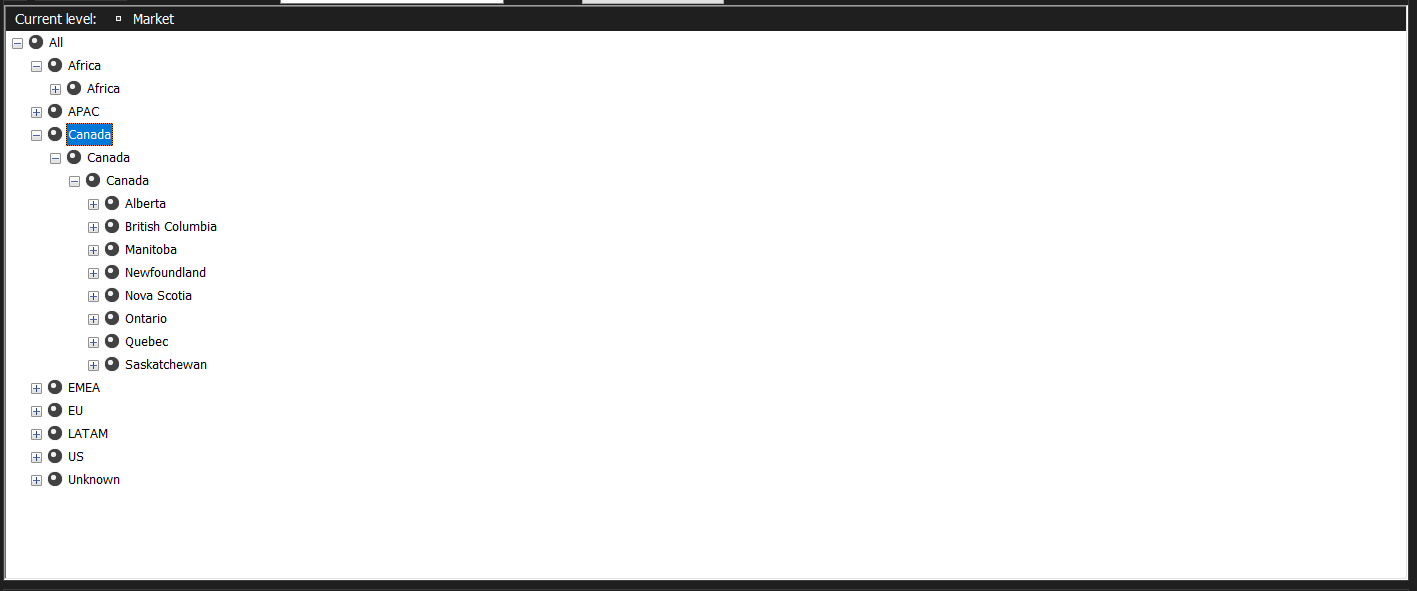 Current level: Market
All
Africa
Africa
APAC
Canada
Canada
Canada
Alberta
British Columbia
Manitoba
Newfoundland
Nova Scotia
Ontario
Quebec
Saskatchewan
EMEA
EU
LATAM
US
Unknown